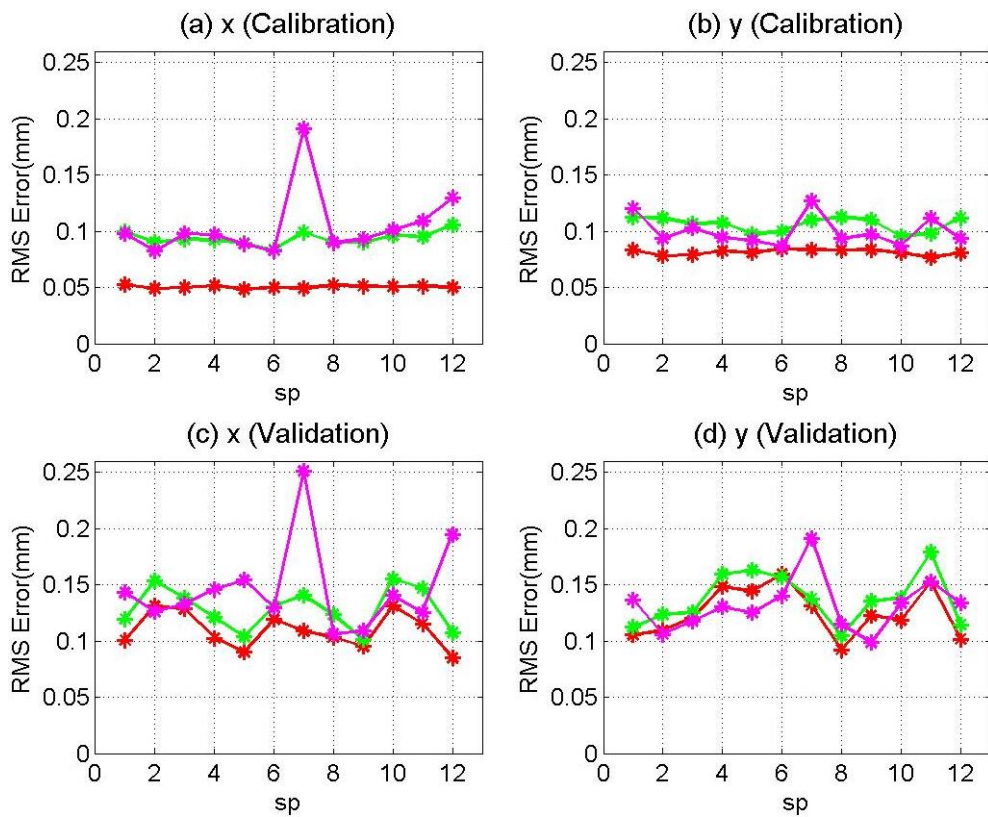 (a) x (Calibration)
RMS Error(mm)
0.25
0.2
0.15
0.1
0.05
0
0 2 4 6 8 10 12
sp
(b) y (Calibration)
RMS Error(mm)
0.25
0.2
0.15
0.1
0.05
0
0 2 4 6 8 10 12
sp
(c) x (Validation)
RMS Error(mm)
0.25
0.2
0.15
0.1
0.05
0
0 2 4 6 8 10 12
sp
(d) y (Validation)
RMS Error(mm)
0.25
0.2
0.15
0.1
0.05
0
0 2 4 6 8 10 12
sp